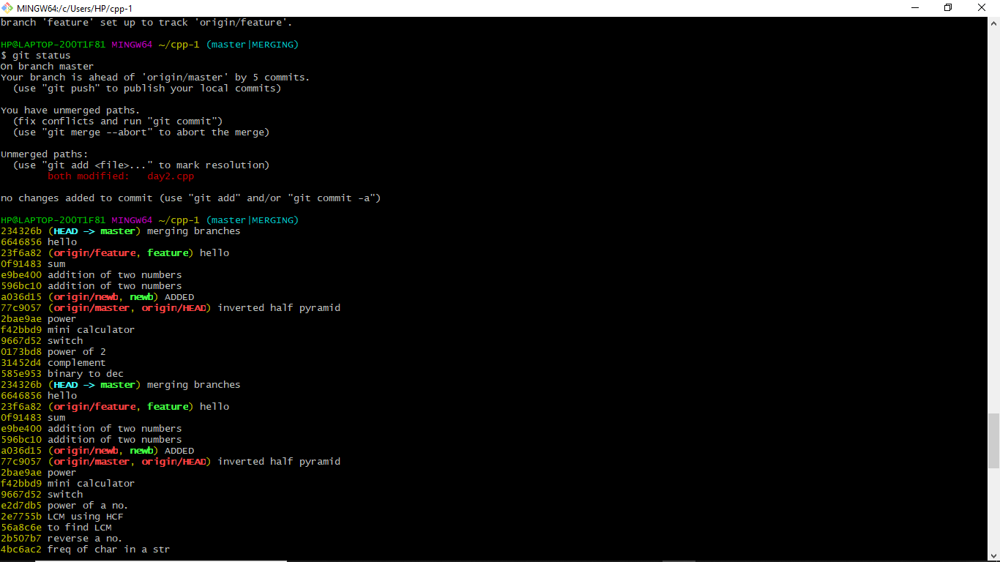 MINGW64:/c/Users/HP/cpp-1
branch 'feature' set up to track 'origin/feature'.
HP@LAPTOP-200T1F81 MINGW64 ~/cpp-1 (master|MERGING)
$ git status
On branch master
Your branch is ahead of 'origin/master' by 5 commits.
(use "git push" to publish your local commits)
You have unmerged paths.
(fix conflicts and run "git commit")
(use "git merge --abort" to abort the merge)
Unmerged paths:
(use "git add <file>..." to mark resolution)
both modified: day2.cpp
no changes added to commit (use "git add" and/or "git commit -a")
HP@LAPTOP-200T1F81 MINGW64 ~/cpp-1 (master|MERGING)
234326b (HEAD -> master) merging branches
6646856 hello
23f6a82 (origin/feature, feature) hello
0f91483 sum
e9be400 addition of two numbers
596bc10 addition of two numbers
a036d15 (origin/newb, newb) ADDED
77c9057 (origin/master, origin/HEAD) inverted half pyramid
2bae9ae power
f42bbd9 mini calculator
9667d52 switch
0173bd8 power of 2
31452d4 complement
585e953 binary to dec
234326b (HEAD -> master) merging branches
6646856 hello
23f6a82 (origin/feature, feature) hello
0f91483 sum
e9be400 addition of two numbers
596bc10 addition of two numbers
a036d15 (origin/newb, newb) ADDED
77c9057 (origin/master, origin/HEAD) inverted half pyramid
2bae9ae power
f42bbd9 mini calculator
9667d52 switch
e2d7db5 power of a no.
2e7755b LCM using HCF
56a8c6e to find LCM
2b507b7 reverse a no.
4bc6ac2 freq of char in a str